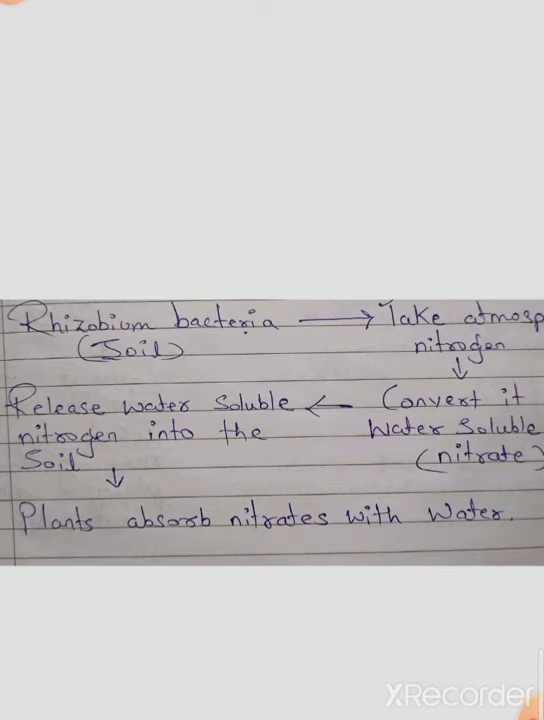 Rhizobium bacteria → Take atmosp
(Soil) nitrogen
↓
Release water soluble ← Convert it
nitrogen into the water soluble
Soil (nitrate)
↓
Plants absorb nitrates with water.
XRecorder